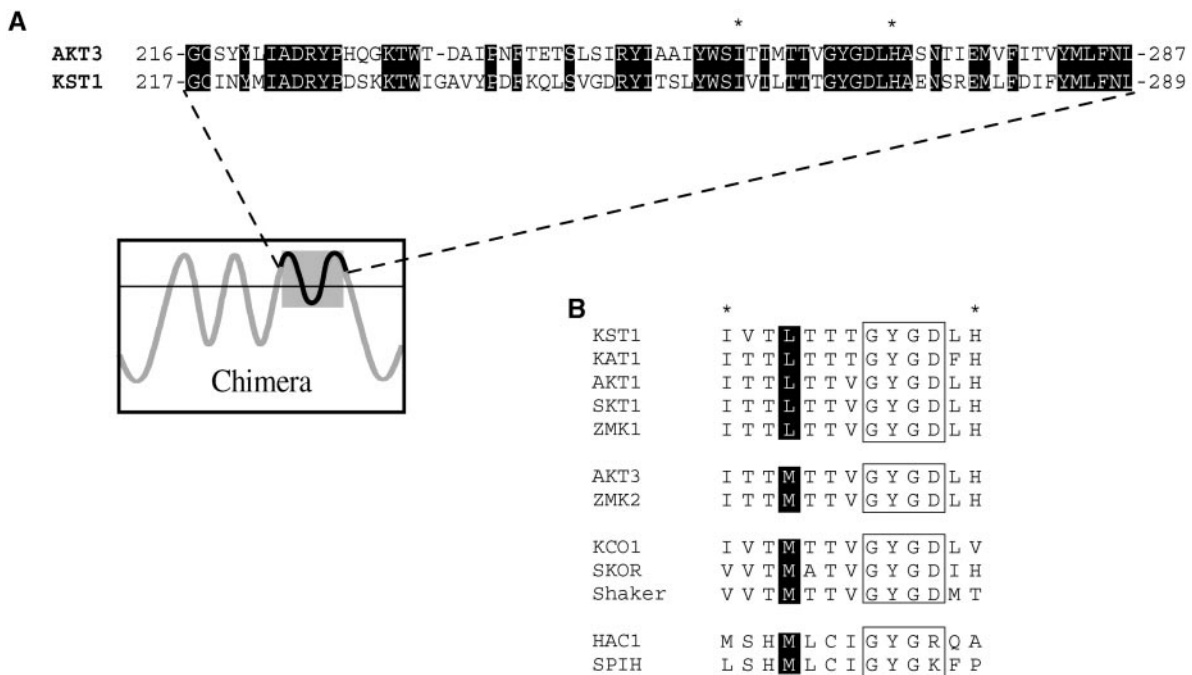 A
* *
AKT3 216-GCSYYLIADRYPHQGKTWT-DAIPNFTETSLSIRYIAAIYWSITIMTTVGYGDLHASNTIEMVFITVYMLFNL-287
KST1 217-GCINYMIADRYPDSKKTWIGAVYPDFKQLSVGDRYITSLYWSIVILTTTGYGDLHAENSREMLFDIFYMLFNL-289
Chimera
B
* *
KST1 I V T L T T T G Y G D L H
KAT1 I T T L T T T G Y G D F H
AKT1 I T T L T T V G Y G D L H
SKT1 I T T L T T V G Y G D L H
ZMK1 I T T L T T V G Y G D L H
AKT3 I T T M T T V G Y G D L H
ZMK2 I T T M T T V G Y G D L H
KCO1 I V T M T T V G Y G D L V
SKOR V V T M A T V G Y G D I H
Shaker V V T M T T V G Y G D M T
HAC1 M S H M L C I G Y G R Q A
SPIH L S H M L C I G Y G K F P